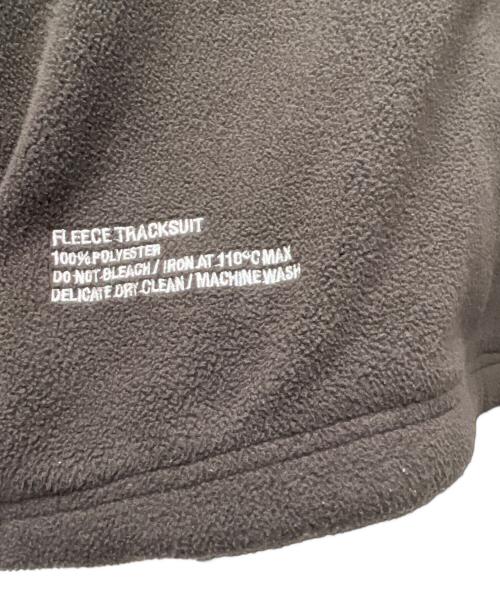 FLEECE TRACKSUIT
100% POLYESTER
DO NOT BLEACH / IRON AT 110°C MAX
DELICATE DRY CLEAN / MACHINE WASH